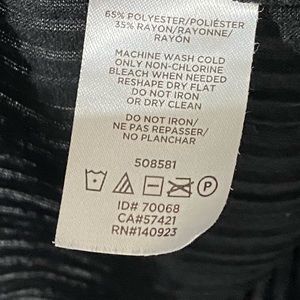 65% POLYESTER/POLIÉSTER
35% RAYON/RAYONNE/
RAYÓN
MACHINE WASH COLD
ONLY NON-CHLORINE
BLEACH WHEN NEEDED
RESHAPE DRY FLAT
DO NOT IRON
OR DRY CLEAN
DO NOT IRON/
NE PAS REPASSER/
NO PLANCHAR
508581
P
ID# 70068
CA#57421
RN#140923